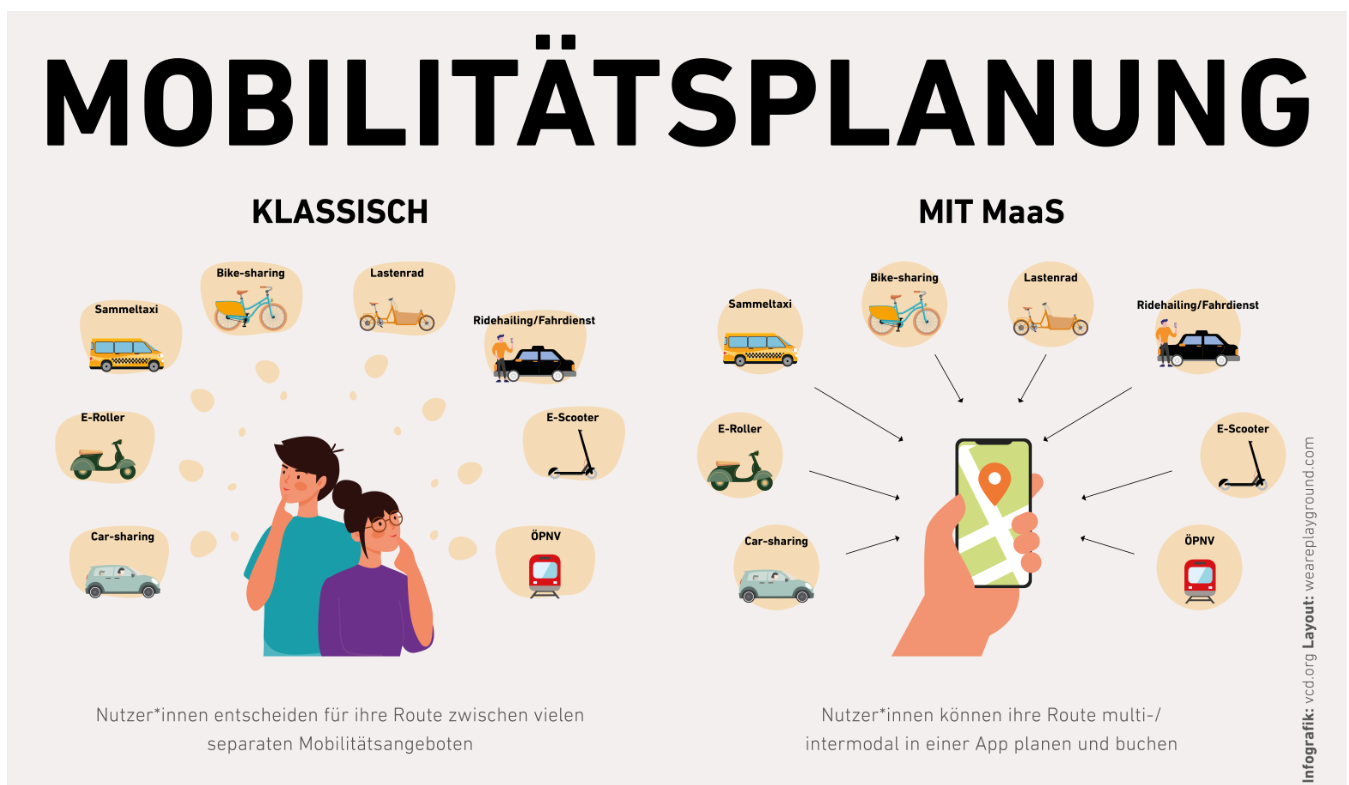 MOBILITÄTSPLANUNG
KLASSISCH
Bike-sharing
Lastenrad
Sammeltaxi
Ridehailing/Fahrdienst
E-Roller
E-Scooter
Car-sharing
ÖPNV
Nutzer*innen entscheiden für ihre Route zwischen vielen
separaten Mobilitätsangeboten
MIT MaaS
Bike-sharing
Lastenrad
Sammeltaxi
Ridehailing/Fahrdienst
E-Roller
E-Scooter
Car-sharing
ÖPNV
Nutzer*innen können ihre Route multi-/
intermodal in einer App planen und buchen
Infografik: vcd.org Layout: weareplayground.com